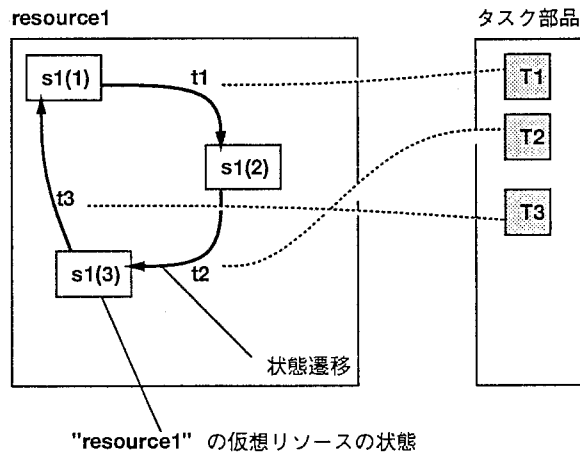 resource1
タスク部品
s1(1)
t1
T1
T2
s1(2)
t3
T3
s1(3)
t2
状態遷移
"resource1" の仮想リソースの状態